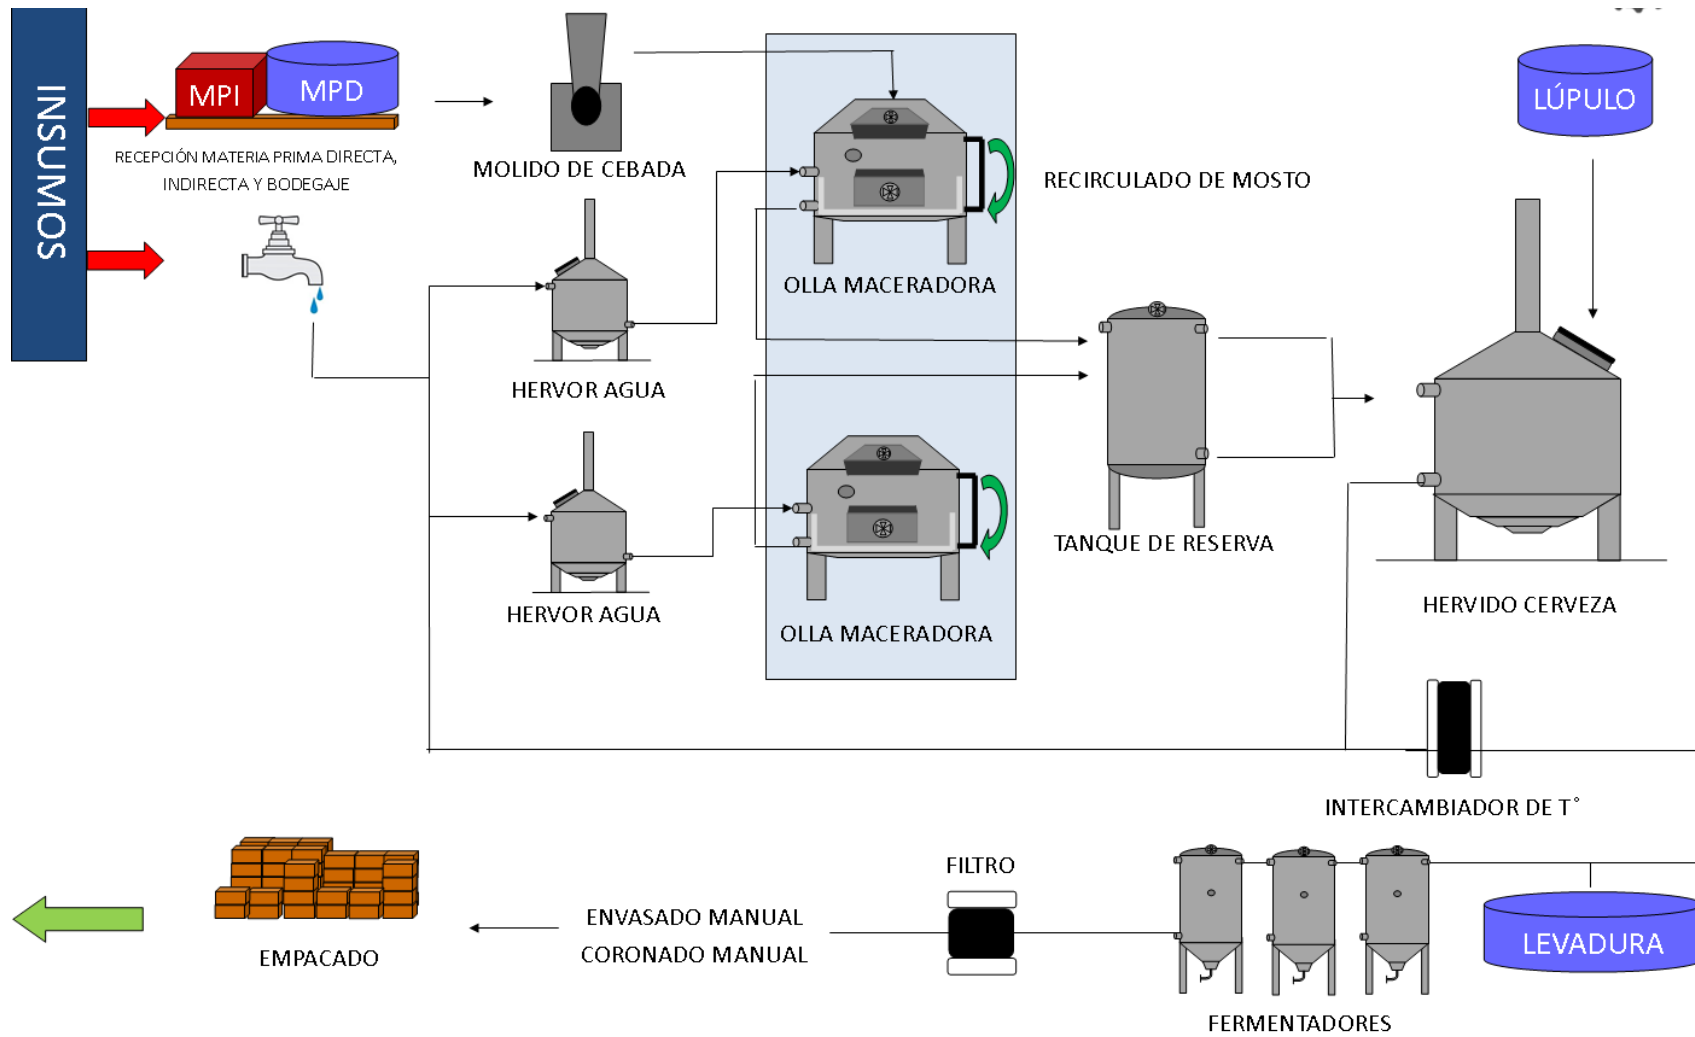 INSUMOS
MPI
MPD
RECEPCIÓN MATERIA PRIMA DIRECTA,
INDIRECTA Y BODEGAJE
MOLIDO DE CEBADA
LÚPULO
RECIRCULADO DE MOSTO
OLLA MACERADORA
HERVOR AGUA
TANQUE DE RESERVA
HERVOR AGUA
OLLA MACERADORA
HERVIDO CERVEZA
INTERCAMBIADOR DE T°
FILTRO
ENVASADO MANUAL
CORONADO MANUAL
EMPACADO
LEVADURA
FERMENTADORES